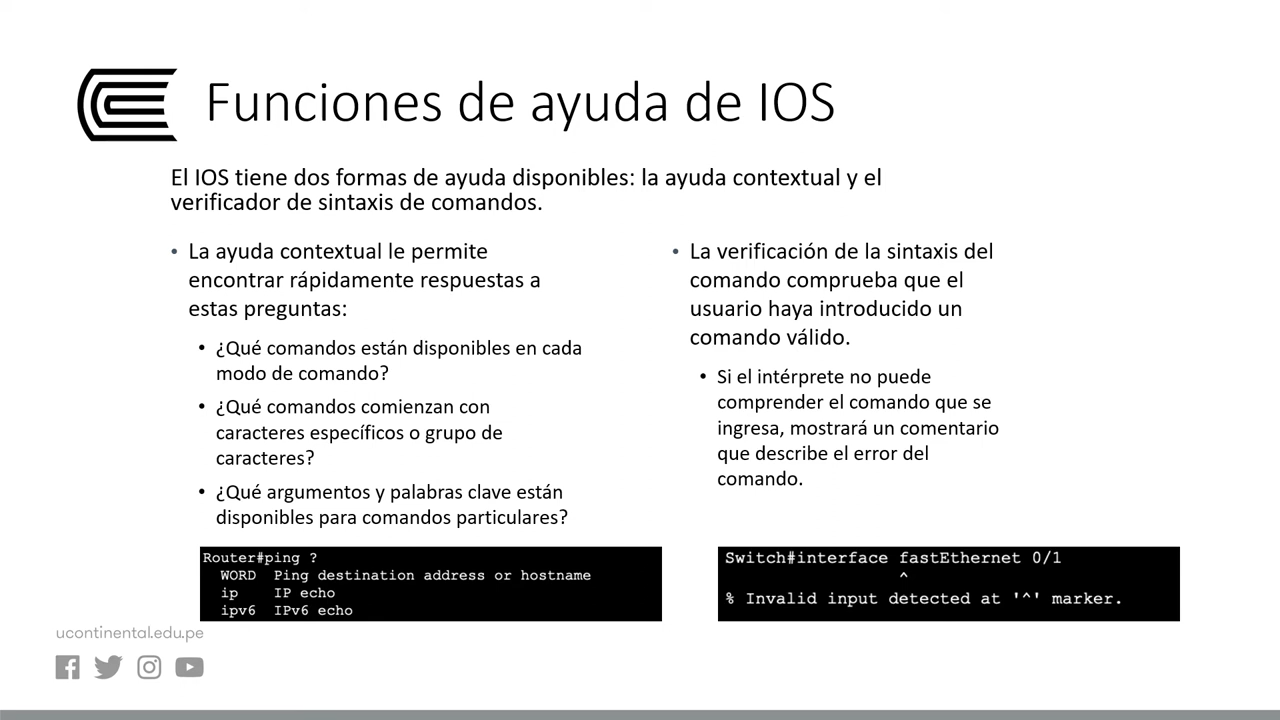 Funciones de ayuda de IOS
El IOS tiene dos formas de ayuda disponibles: la ayuda contextual y el
verificador de sintaxis de comandos.
• La ayuda contextual le permite
encontrar rápidamente respuestas a
estas preguntas:
• ¿Qué comandos están disponibles en cada
modo de comando?
• ¿Qué comandos comienzan con
caracteres específicos o grupo de
caracteres?
• ¿Qué argumentos y palabras clave están
disponibles para comandos particulares?
Router#ping ?
WORD  Ping destination address or hostname
ip    IP echo
ipv6  IPv6 echo
• La verificación de la sintaxis del
comando comprueba que el
usuario haya introducido un
comando válido.
• Si el intérprete no puede
comprender el comando que se
ingresa, mostrará un comentario
que describe el error del
comando.
Switch#interface fastEthernet 0/1
^
% Invalid input detected at '^' marker.
ucontinental.edu.pe